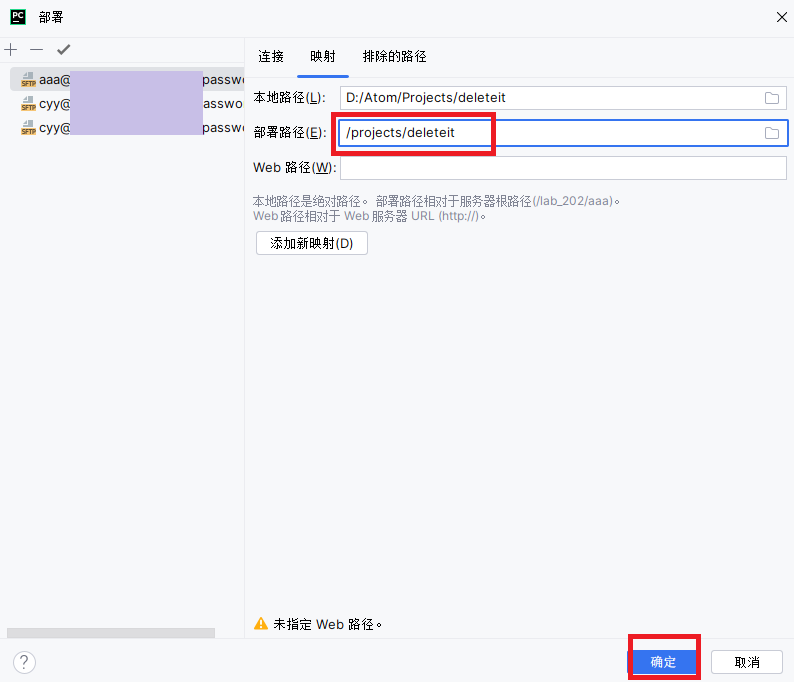 PC 部署
SFTP aaa@ passwo
SFTP cyy@ asswo
SFTP cyy@ passwo
连接 映射 排除的路径
本地路径(L): D:/Atom/Projects/deleteit
部署路径(E): /projects/deleteit
Web 路径(W):
本地路径是绝对路径。 部署路径相对于服务器根路径(/lab_202/aaa)。
Web 路径相对于 Web 服务器 URL (http://)。
添加新映射(D)
未指定 Web 路径。
? 确定 取消